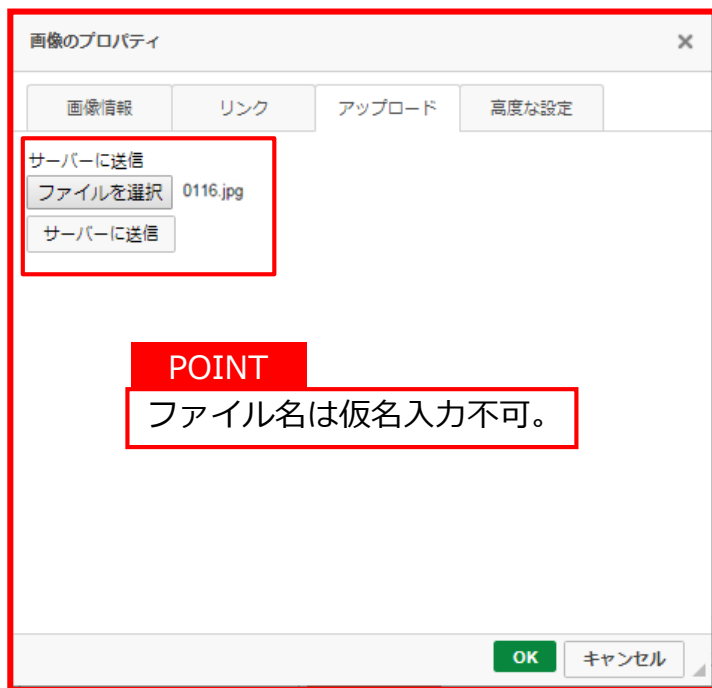 画像のプロパティ
画像情報 リンク アップロード 高度な設定
サーバーに送信
ファイルを選択 0116.jpg
サーバーに送信
POINT
ファイル名は仮名入力不可。
OK キャンセル